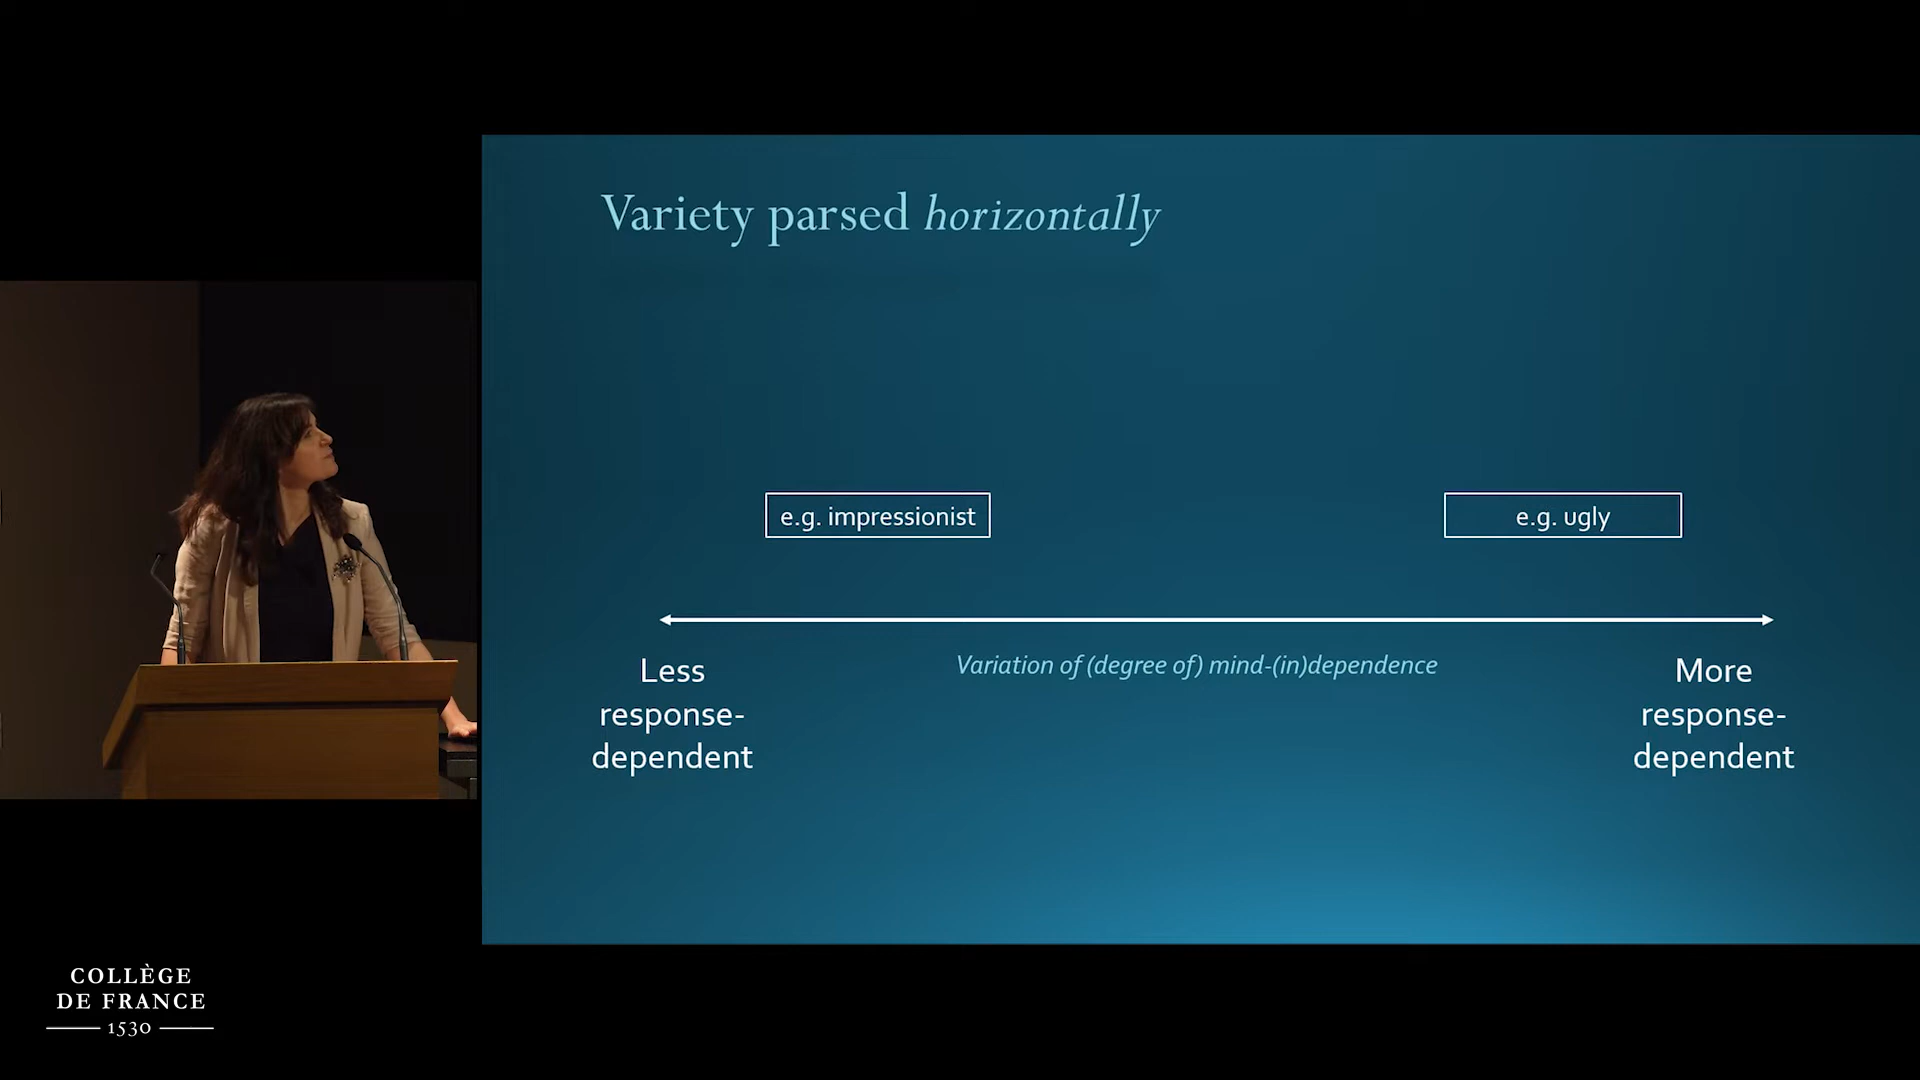 Variety parsed horizontally
e.g. impressionist
e.g. ugly
Variation of (degree of) mind-(in)dependence
Less
response-
dependent
More
response-
dependent
COLLÈGE
DE FRANCE
1530